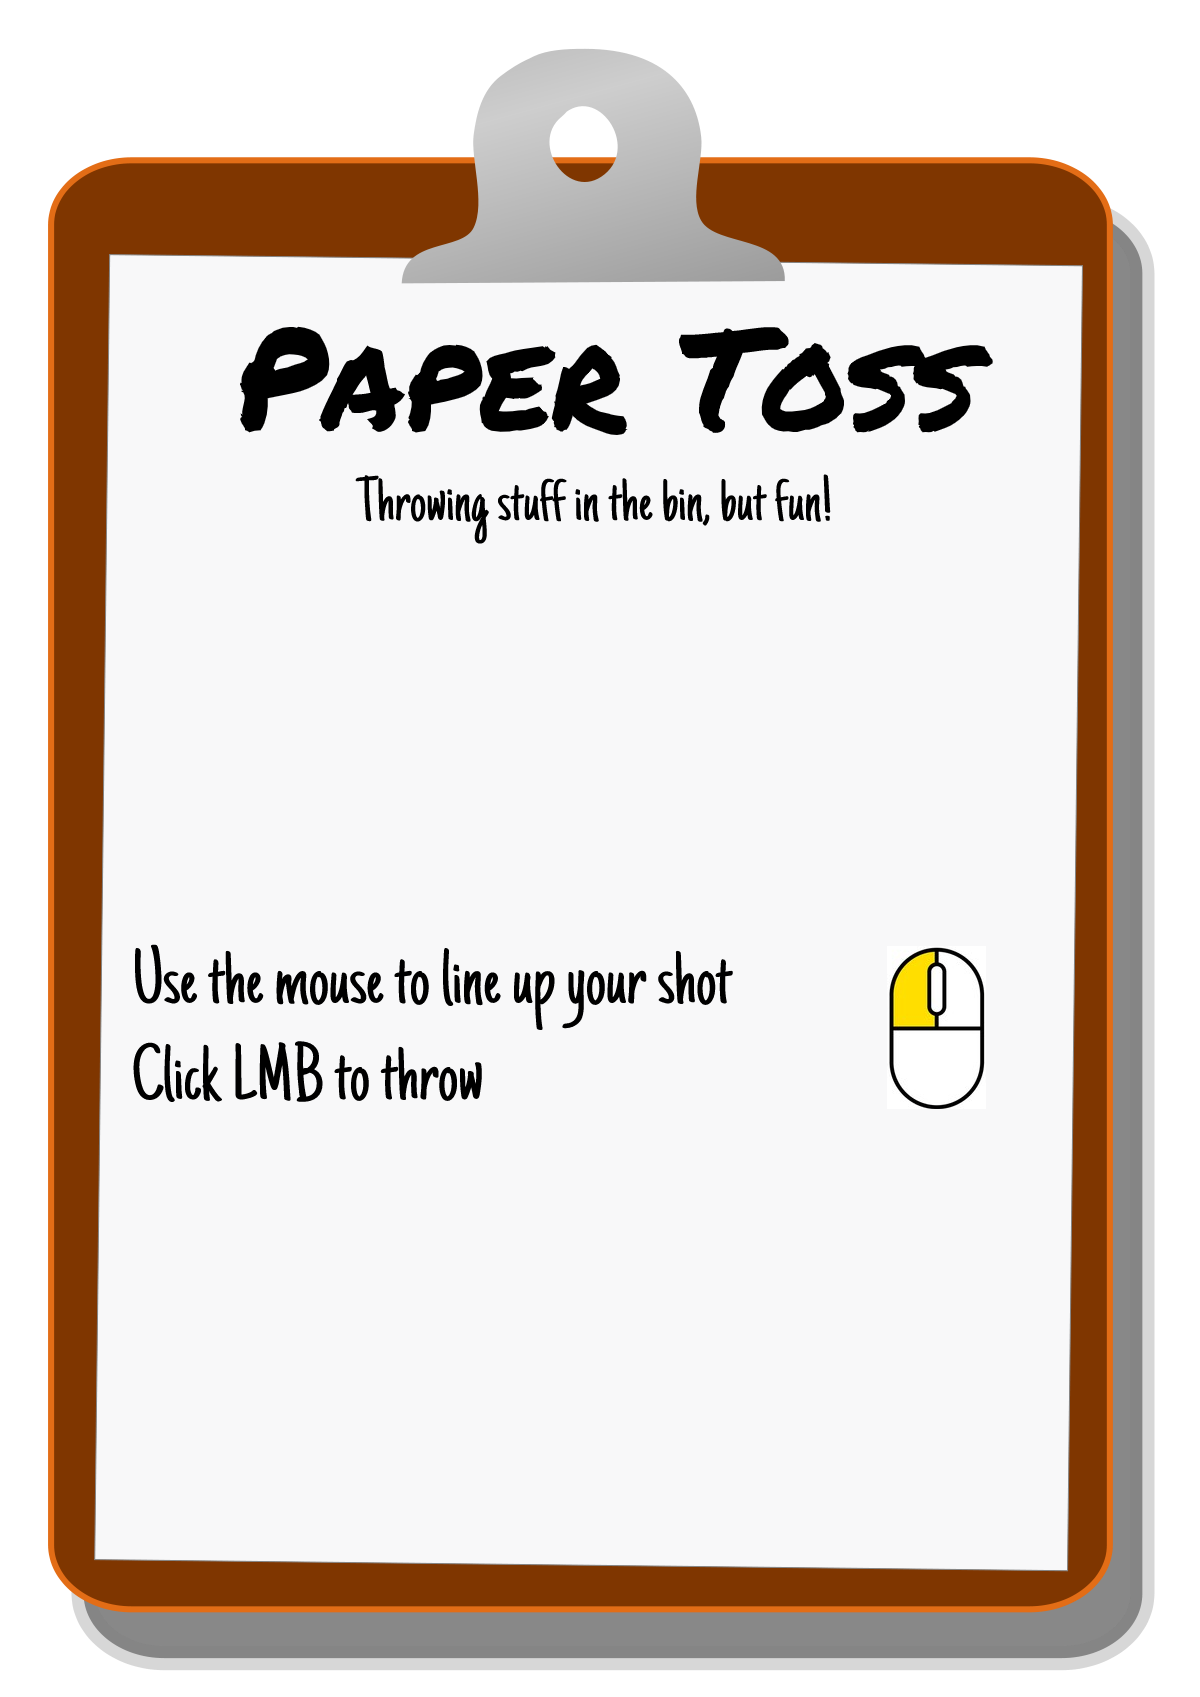 Paper Toss
Throwing stuff in the bin, but fun!
Use the mouse to line up your shot
Click LMB to throw